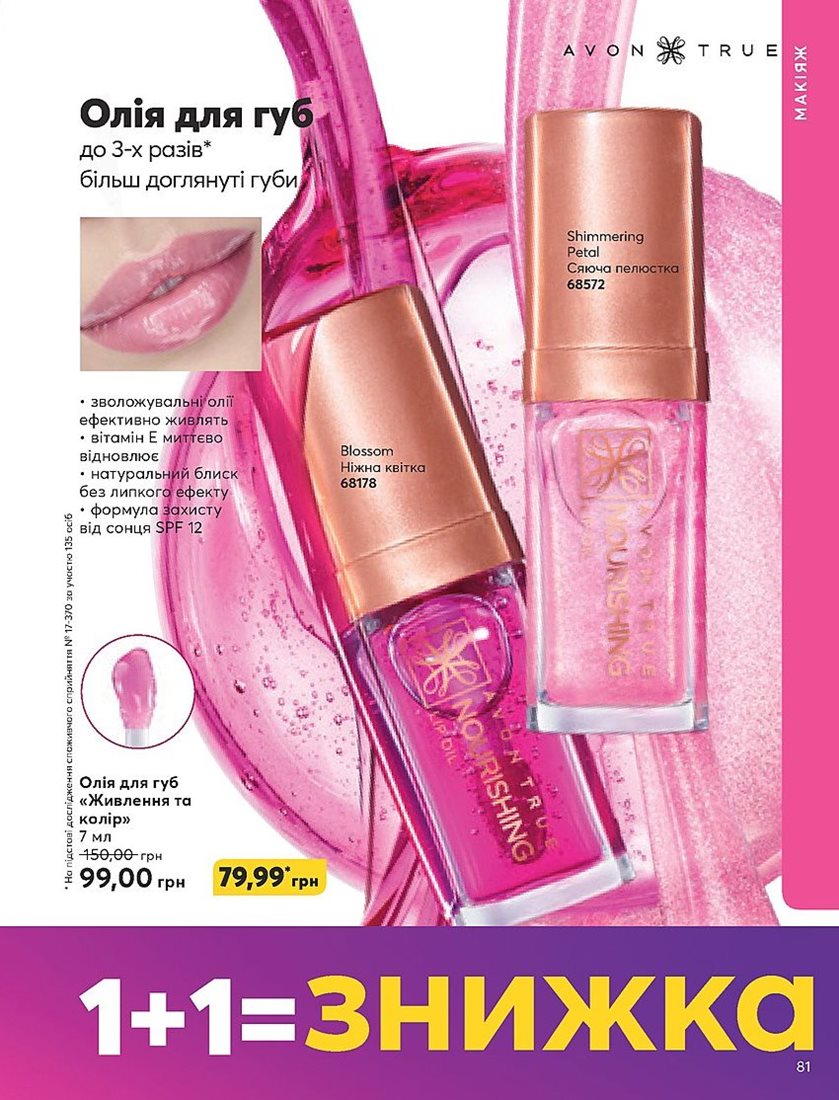 AVON TRUE
МАКІЯЖ
Олія для губ
до 3-х разів*
більш доглянуті губи
Shimmering
Petal
Сяюча пелюстка
68572
• зволожувальні олії
ефективно живлять
• вітамін Е миттєво
відновлює
• натуральний блиск
без липкого ефекту
• формула захисту
від сонця SPF 12
Blossom
Ніжна квітка
68178
AVON TRUE
NOURISHING
LIP OIL
AVON TRUE
NOURISHING
LIP OIL
* На підставі дослідження споживчого сприйняття № 17-370 за участю 135 осіб
Олія для губ
«Живлення та
колір»
7 мл
150,00 грн
99,00 грн
79,99* грн
1+1=ЗНИЖКА
81